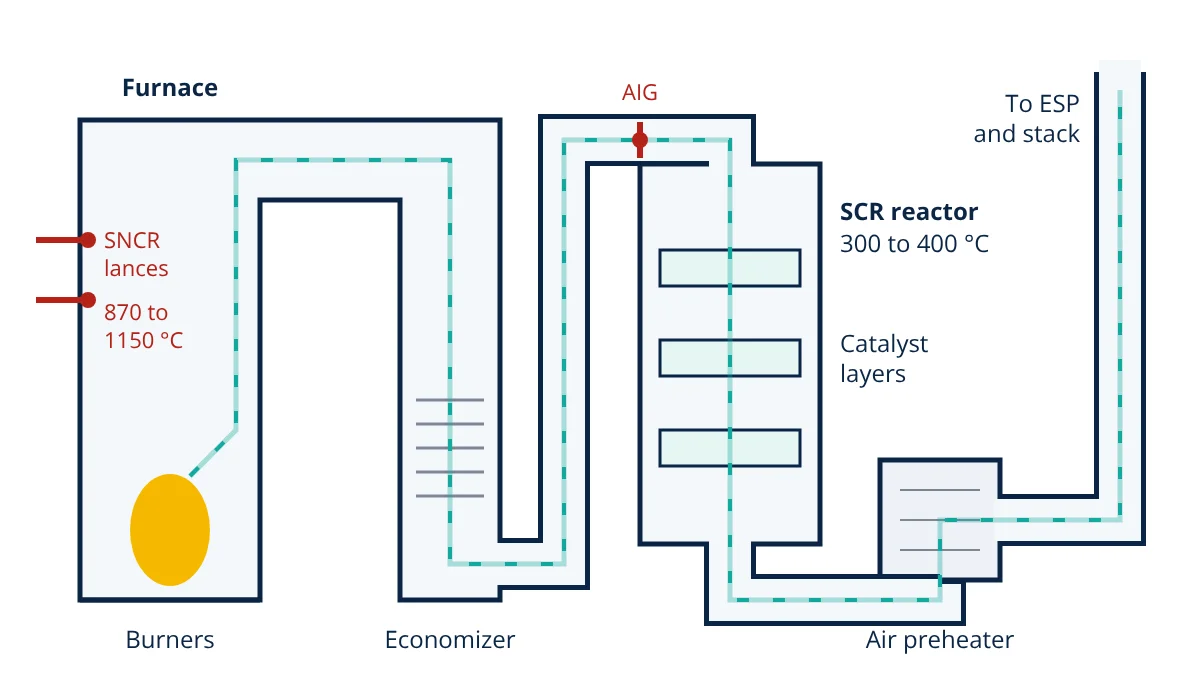 Furnace
AIG
To ESP
and stack
SNCR
lances
870 to
1150 °C
SCR reactor
300 to 400 °C
Catalyst
layers
Burners
Economizer
Air preheater